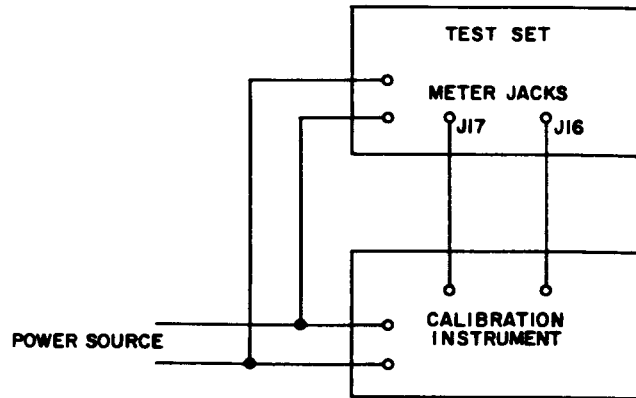 TEST SET
METER JACKS
J17 J16
POWER SOURCE
CALIBRATION
INSTRUMENT